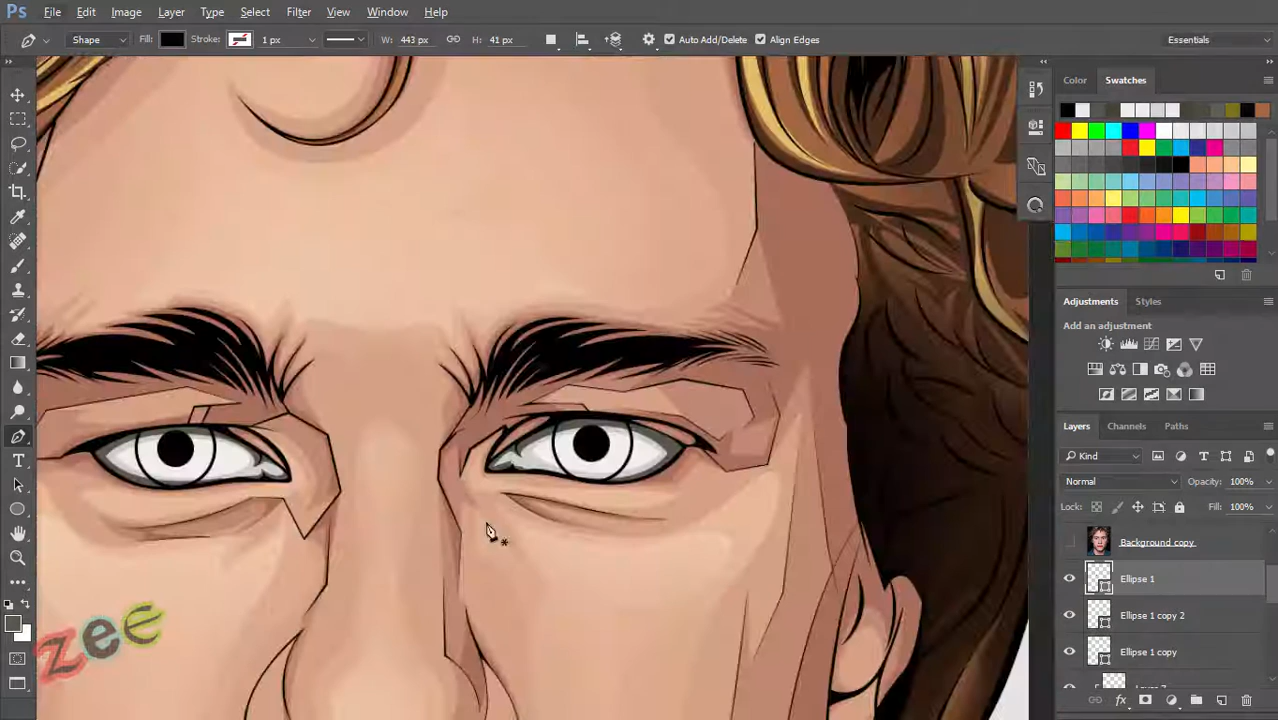 Ps File Edit Image Layer Type Select Filter View Window Help
Shape Fill: Stroke: 1 px W: 443 px H: 41 px Auto Add/Delete Align Edges Essentials
Color Swatches
Adjustments Styles
Add an adjustment
Layers Channels Paths
Kind
Normal Opacity: 100%
Lock: Fill: 100%
Background copy
Ellipse 1
Ellipse 1 copy 2
Ellipse 1 copy
zee